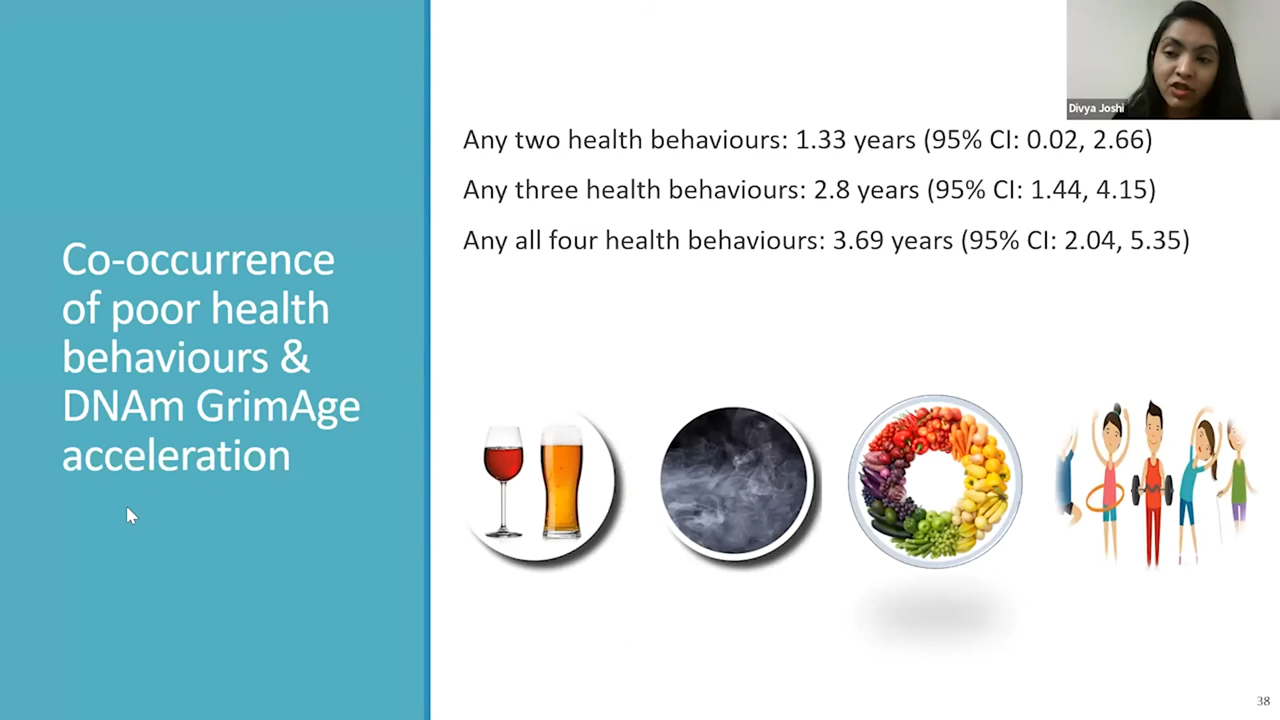 Divya Joshi
Any two health behaviours: 1.33 years (95% CI: 0.02, 2.66)
Any three health behaviours: 2.8 years (95% CI: 1.44, 4.15)
Any all four health behaviours: 3.69 years (95% CI: 2.04, 5.35)
Co-occurrence
of poor health
behaviours &
DNAm GrimAge
acceleration
38